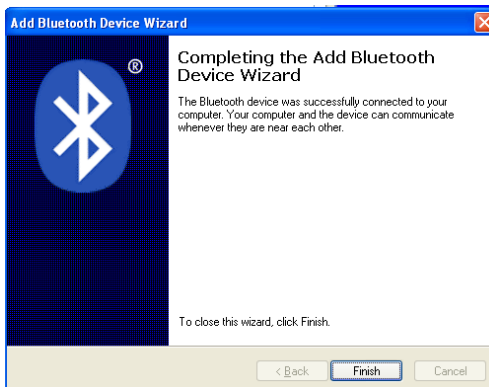 Add Bluetooth Device Wizard
®
Completing the Add Bluetooth
Device Wizard
The Bluetooth device was successfully connected to your
computer. Your computer and the device can communicate
whenever they are near each other.
To close this wizard, click Finish.
< Back
Finish
Cancel